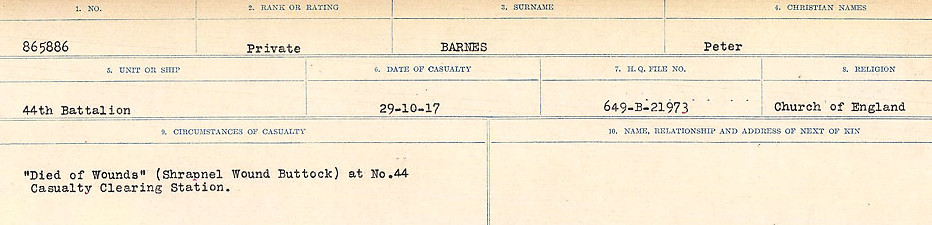 1. NO. 2. RANK OR RATING 3. SURNAME 4. CHRISTIAN NAMES
865886 Private BARNES Peter
5. UNIT OR SHIP 6. DATE OF CASUALTY 7. H. Q. FILE NO. 8. RELIGION
44th Battalion 29-10-17 649-B-21973 Church of England
9. CIRCUMSTANCES OF CASUALTY 10. NAME, RELATIONSHIP AND ADDRESS OF NEXT OF KIN
"Died of Wounds" (Shrapnel Wound Buttock) at No.44
Casualty Clearing Station.